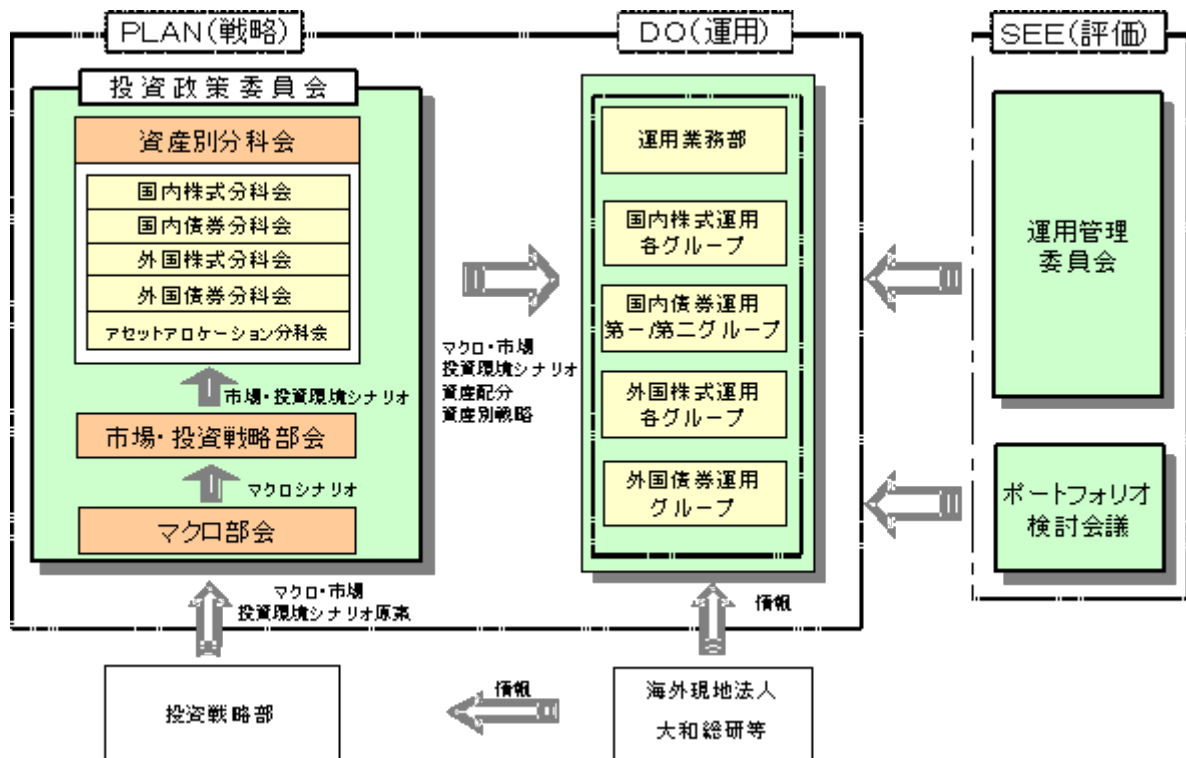 PLAN(戦略)
投資政策委員会
資産別分科会
国内株式分科会
国内債券分科会
外国株式分科会
外国債券分科会
アセットアロケーション分科会
市場・投資環境シナリオ
市場・投資戦略部会
マクロシナリオ
マクロ部会
マクロ・市場
投資環境シナリオ原案
投資戦略部
マクロ・市場
投資環境シナリオ
資産配分
資産別戦略
DO(運用)
運用業務部
国内株式運用
各グループ
国内債券運用
第一/第二グループ
外国株式運用
各グループ
外国債券運用
グループ
情報
情報
海外現地法人
大和総研等
SEE(評価)
運用管理
委員会
ポートフォリオ
検討会議